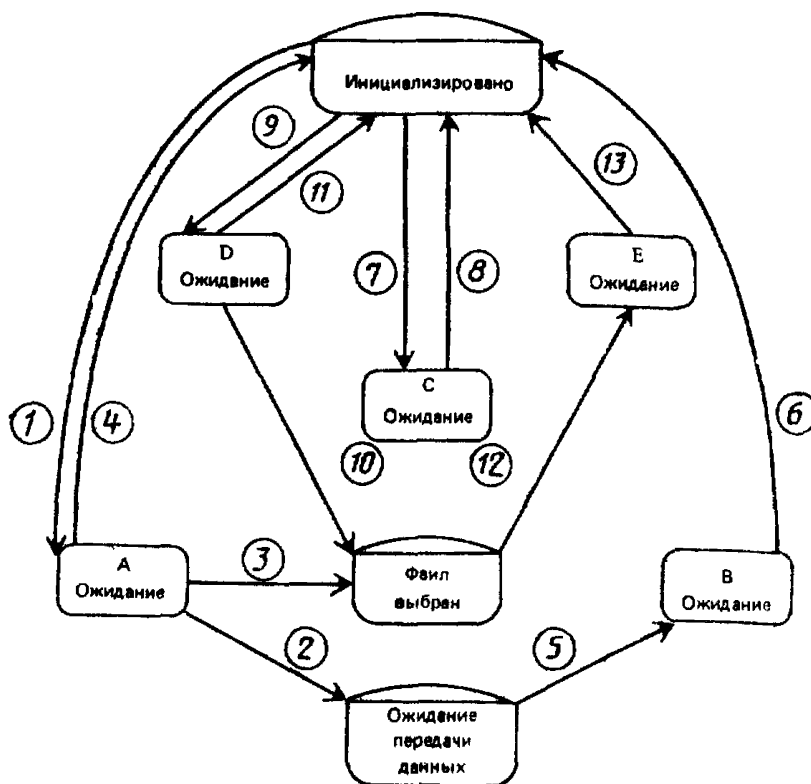 Инициализировано
9
11
13
D
Ожидание
7
8
E
Ожидание
1
4
C
Ожидание
6
10
12
A
Ожидание
3
Фаил
выбран
B
Ожидание
2
5
Ожидание
передачи
данных